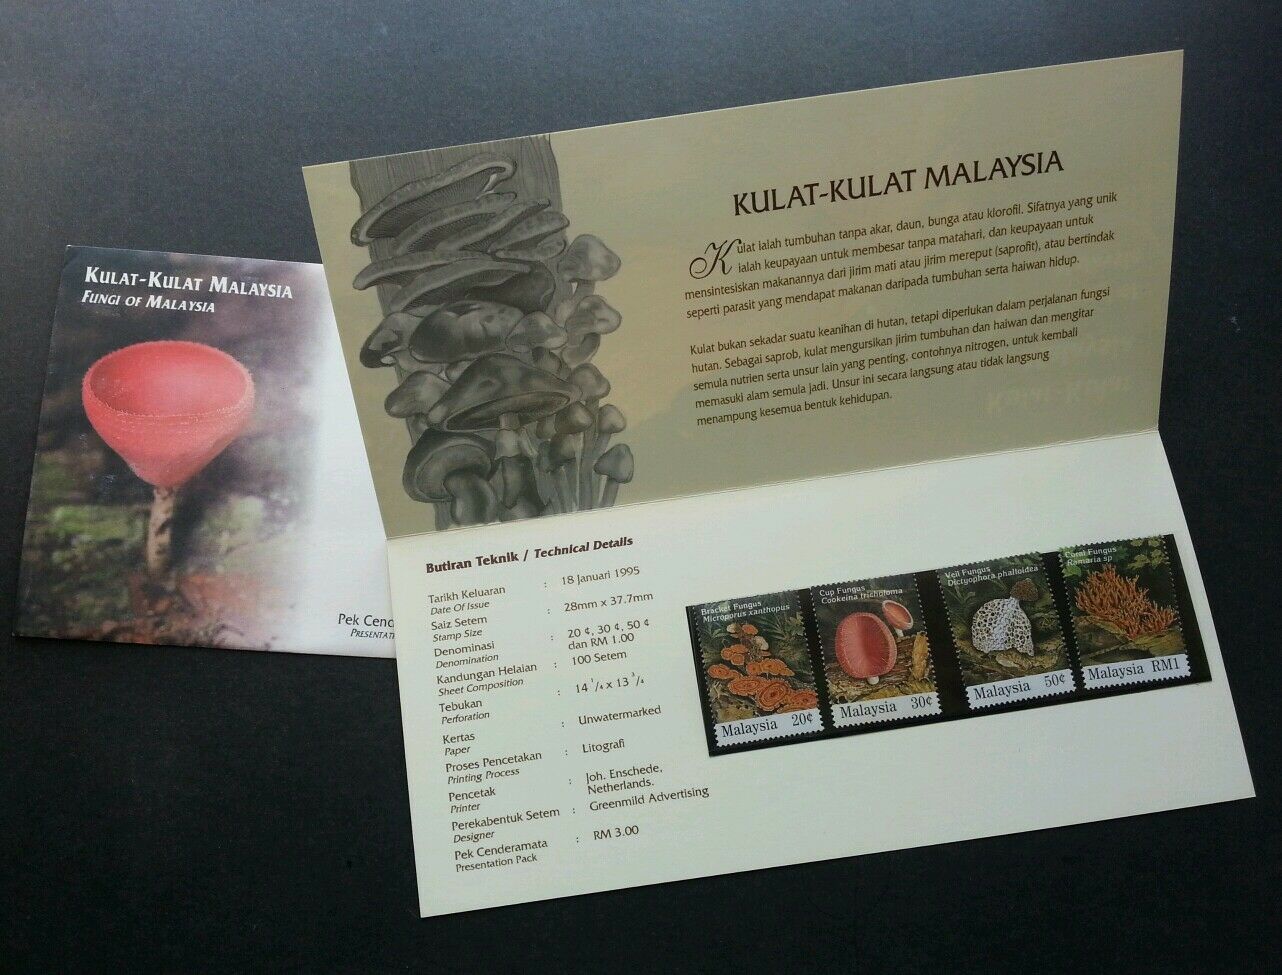 KULAT-KULAT MALAYSIA
FUNGI OF MALAYSIA
KULAT-KULAT MALAYSIA
Kulat ialah tumbuhan tanpa akar, daun, bunga atau klorofil. Sifatnya yang unik
ialah keupayaan untuk membesar tanpa matahari, dan keupayaan untuk
mensintesiskan makanannya dari jirim mati atau jirim mereput (saprofit), atau bertindak
seperti parasit yang mendapat makanan daripada tumbuhan serta haiwan hidup.
Kulat bukan sekadar suatu keanihan di hutan, tetapi diperlukan dalam perjalanan fungsi
hutan. Sebagai saprob, kulat mengursikan jirim tumbuhan dan haiwan dan mengitar
semula nutrien serta unsur lain yang penting, contohnya nitrogen, untuk kembali
memasuki alam semula jadi. Unsur ini secara langsung atau tidak langsung
menampung kesemua bentuk kehidupan.
Butiran Teknik / Technical Details
Tarikh Keluaran : 18 Januari 1995
Date Of Issue
Saiz Setem : 28mm x 37.7mm
Stamp Size
Denominasi : 20 ¢, 30 ¢, 50 ¢
Denomination dan RM 1.00
Kandungan Helaian : 100 Setem
Sheet Composition
Tebukan : 14 1/4 x 13 3/4
Perforation
Kertas : Unwatermarked
Paper
Proses Pencetakan : Litografi
Printing Process
Pencetak : Joh. Enschede,
Printer Netherlands.
Perekabentuk Setem : Greenmild Advertising
Designer
Pek Cenderamata : RM 3.00
Presentation Pack
Bracket Fungus
Microporus xanthopus
Malaysia 20¢
Cup Fungus
Cookeina tricholoma
Malaysia 30¢
Veil Fungus
Dictyophora phalloidea
Malaysia 50¢
Coral Fungus
Ramaria sp
Malaysia RM1
Pek